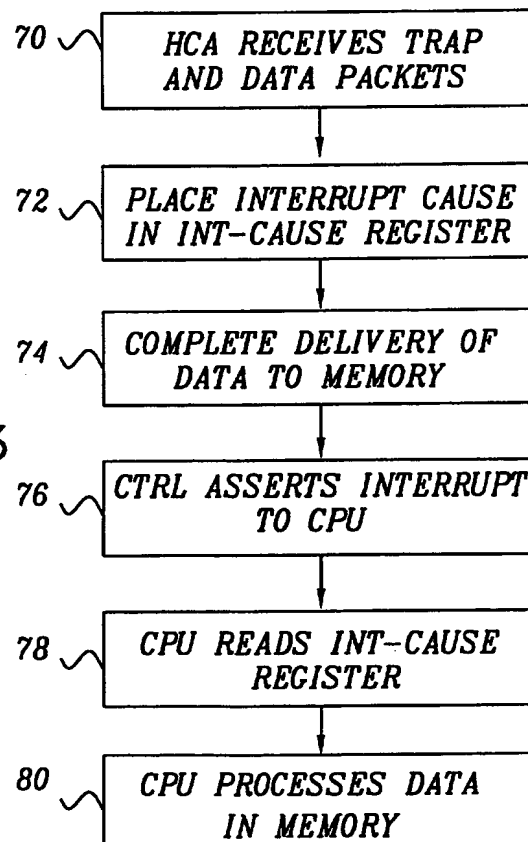 70
HCA RECEIVES TRAP
AND DATA PACKETS
72
PLACE INTERRUPT CAUSE
IN INT-CAUSE REGISTER
74
COMPLETE DELIVERY OF
DATA TO MEMORY
76
CTRL ASSERTS INTERRUPT
TO CPU
78
CPU READS INT-CAUSE
REGISTER
80
CPU PROCESSES DATA
IN MEMORY